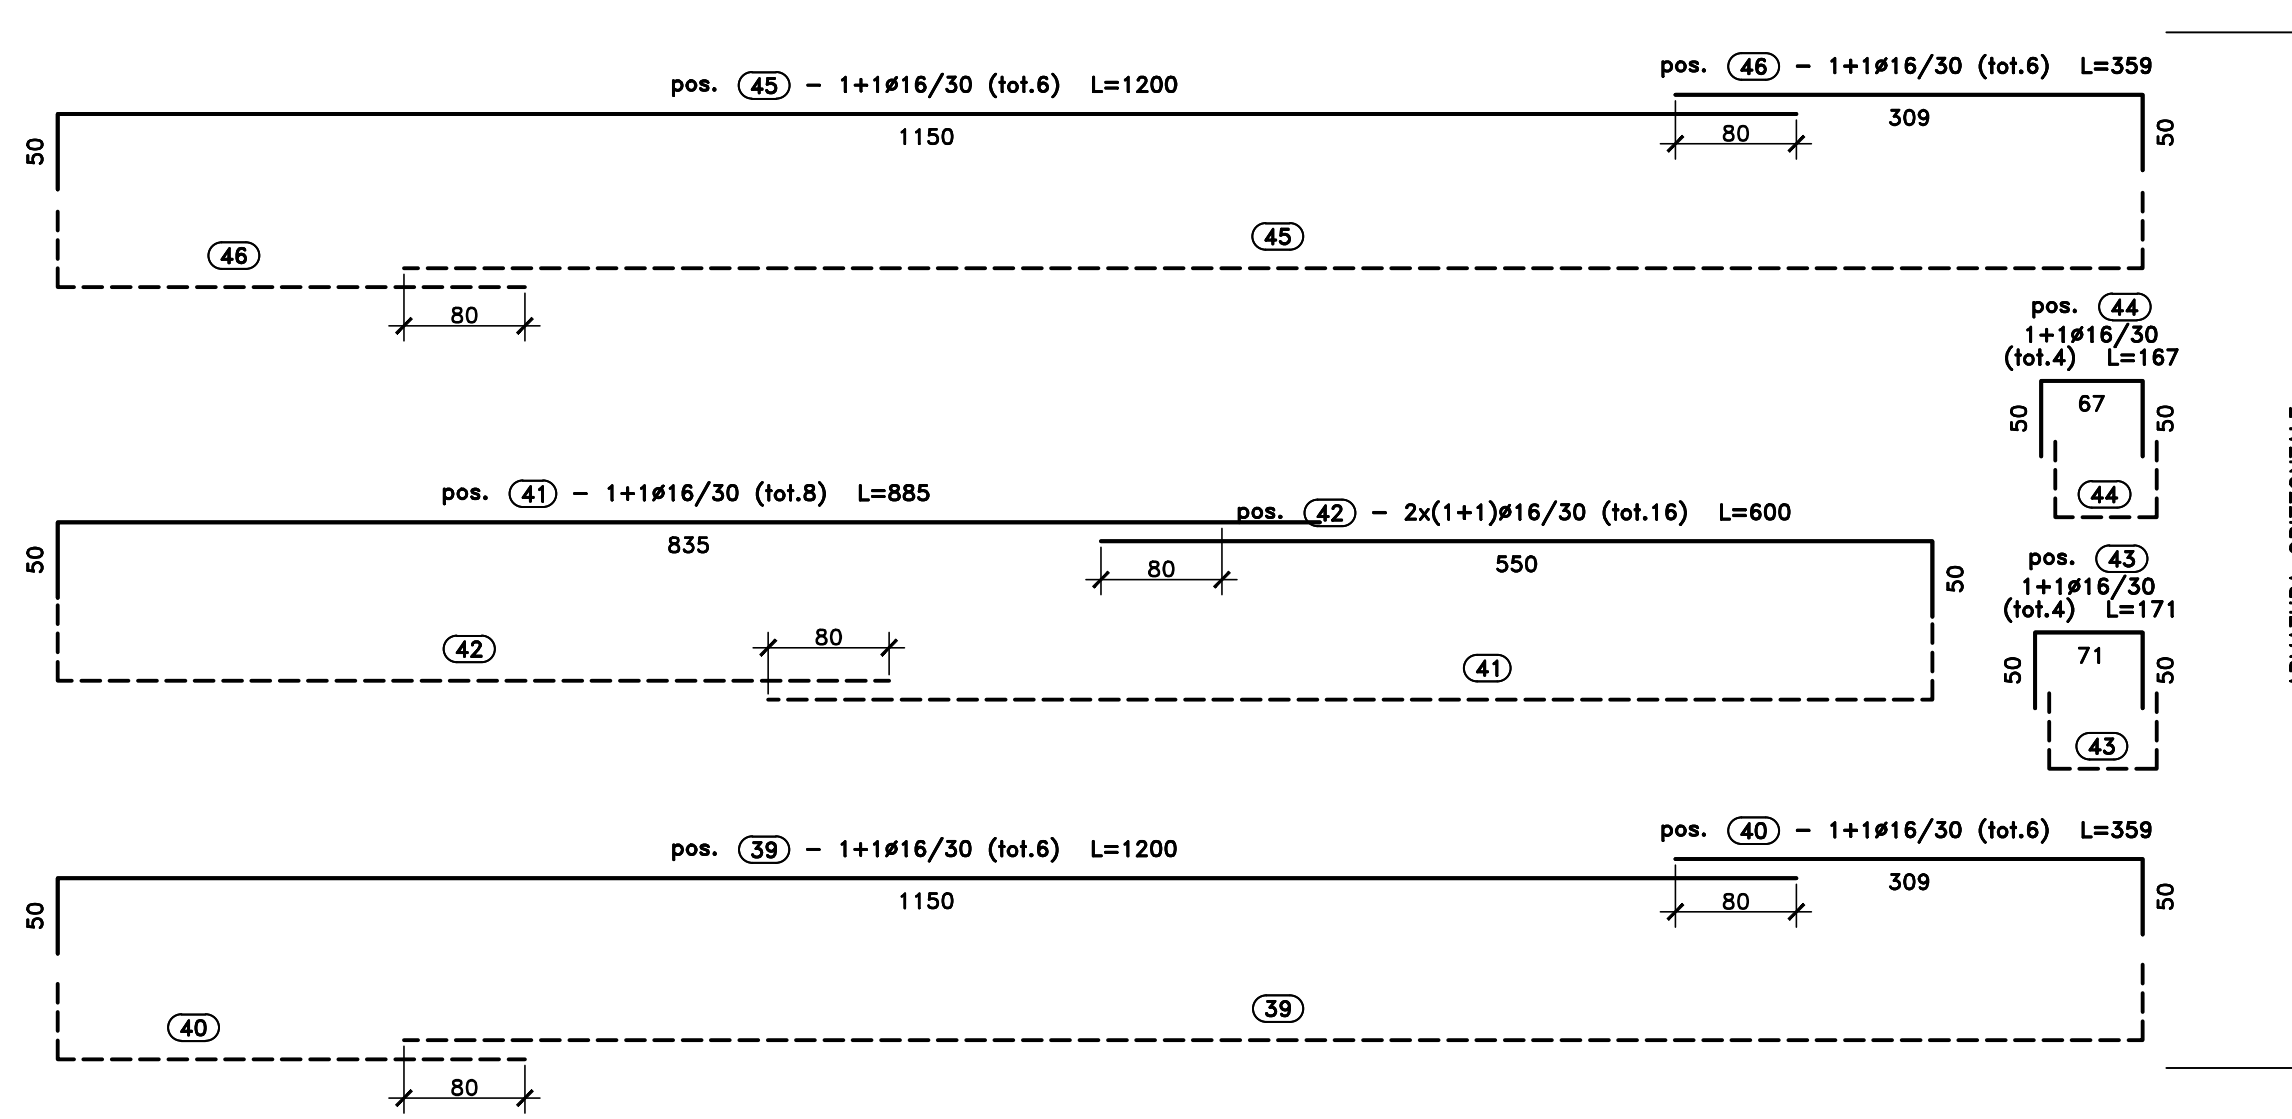 pos. 46 – 1+1ø16/30 (tot.6) L=359
pos. 45 – 1+1ø16/30 (tot.6) L=1200
309
80
50
1150
50
45
46
80
pos. 44
1+1ø16/30
(tot.4) L=167
67
50
50
44
pos. 41 – 1+1ø16/30 (tot.8) L=885
pos. 42 – 2x(1+1)ø16/30 (tot.16) L=600
835
50
80
550
50
80
42
41
pos. 43
1+1ø16/30
(tot.4) L=171
71
50
50
43
pos. 40 – 1+1ø16/30 (tot.6) L=359
pos. 39 – 1+1ø16/30 (tot.6) L=1200
309
80
50
1150
50
39
40
80